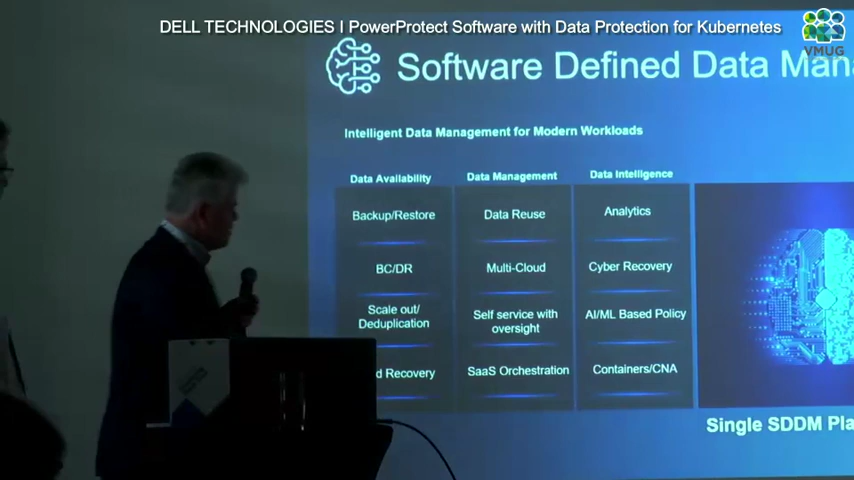 DELL TECHNOLOGIES I PowerProtect Software with Data Protection for Kubernetes
VMUG
Software Defined Data
Intelligent Data Management for Modern Workloads
Data Availability
Data Management
Data Intelligence
Backup/Restore
Data Reuse
Analytics
BC/DR
Multi-Cloud
Cyber Recovery
Scale out/
Deduplication
Self service with
oversight
AI/ML Based Policy
Recovery
SaaS Orchestration
Containers/CNA
Single SDDM